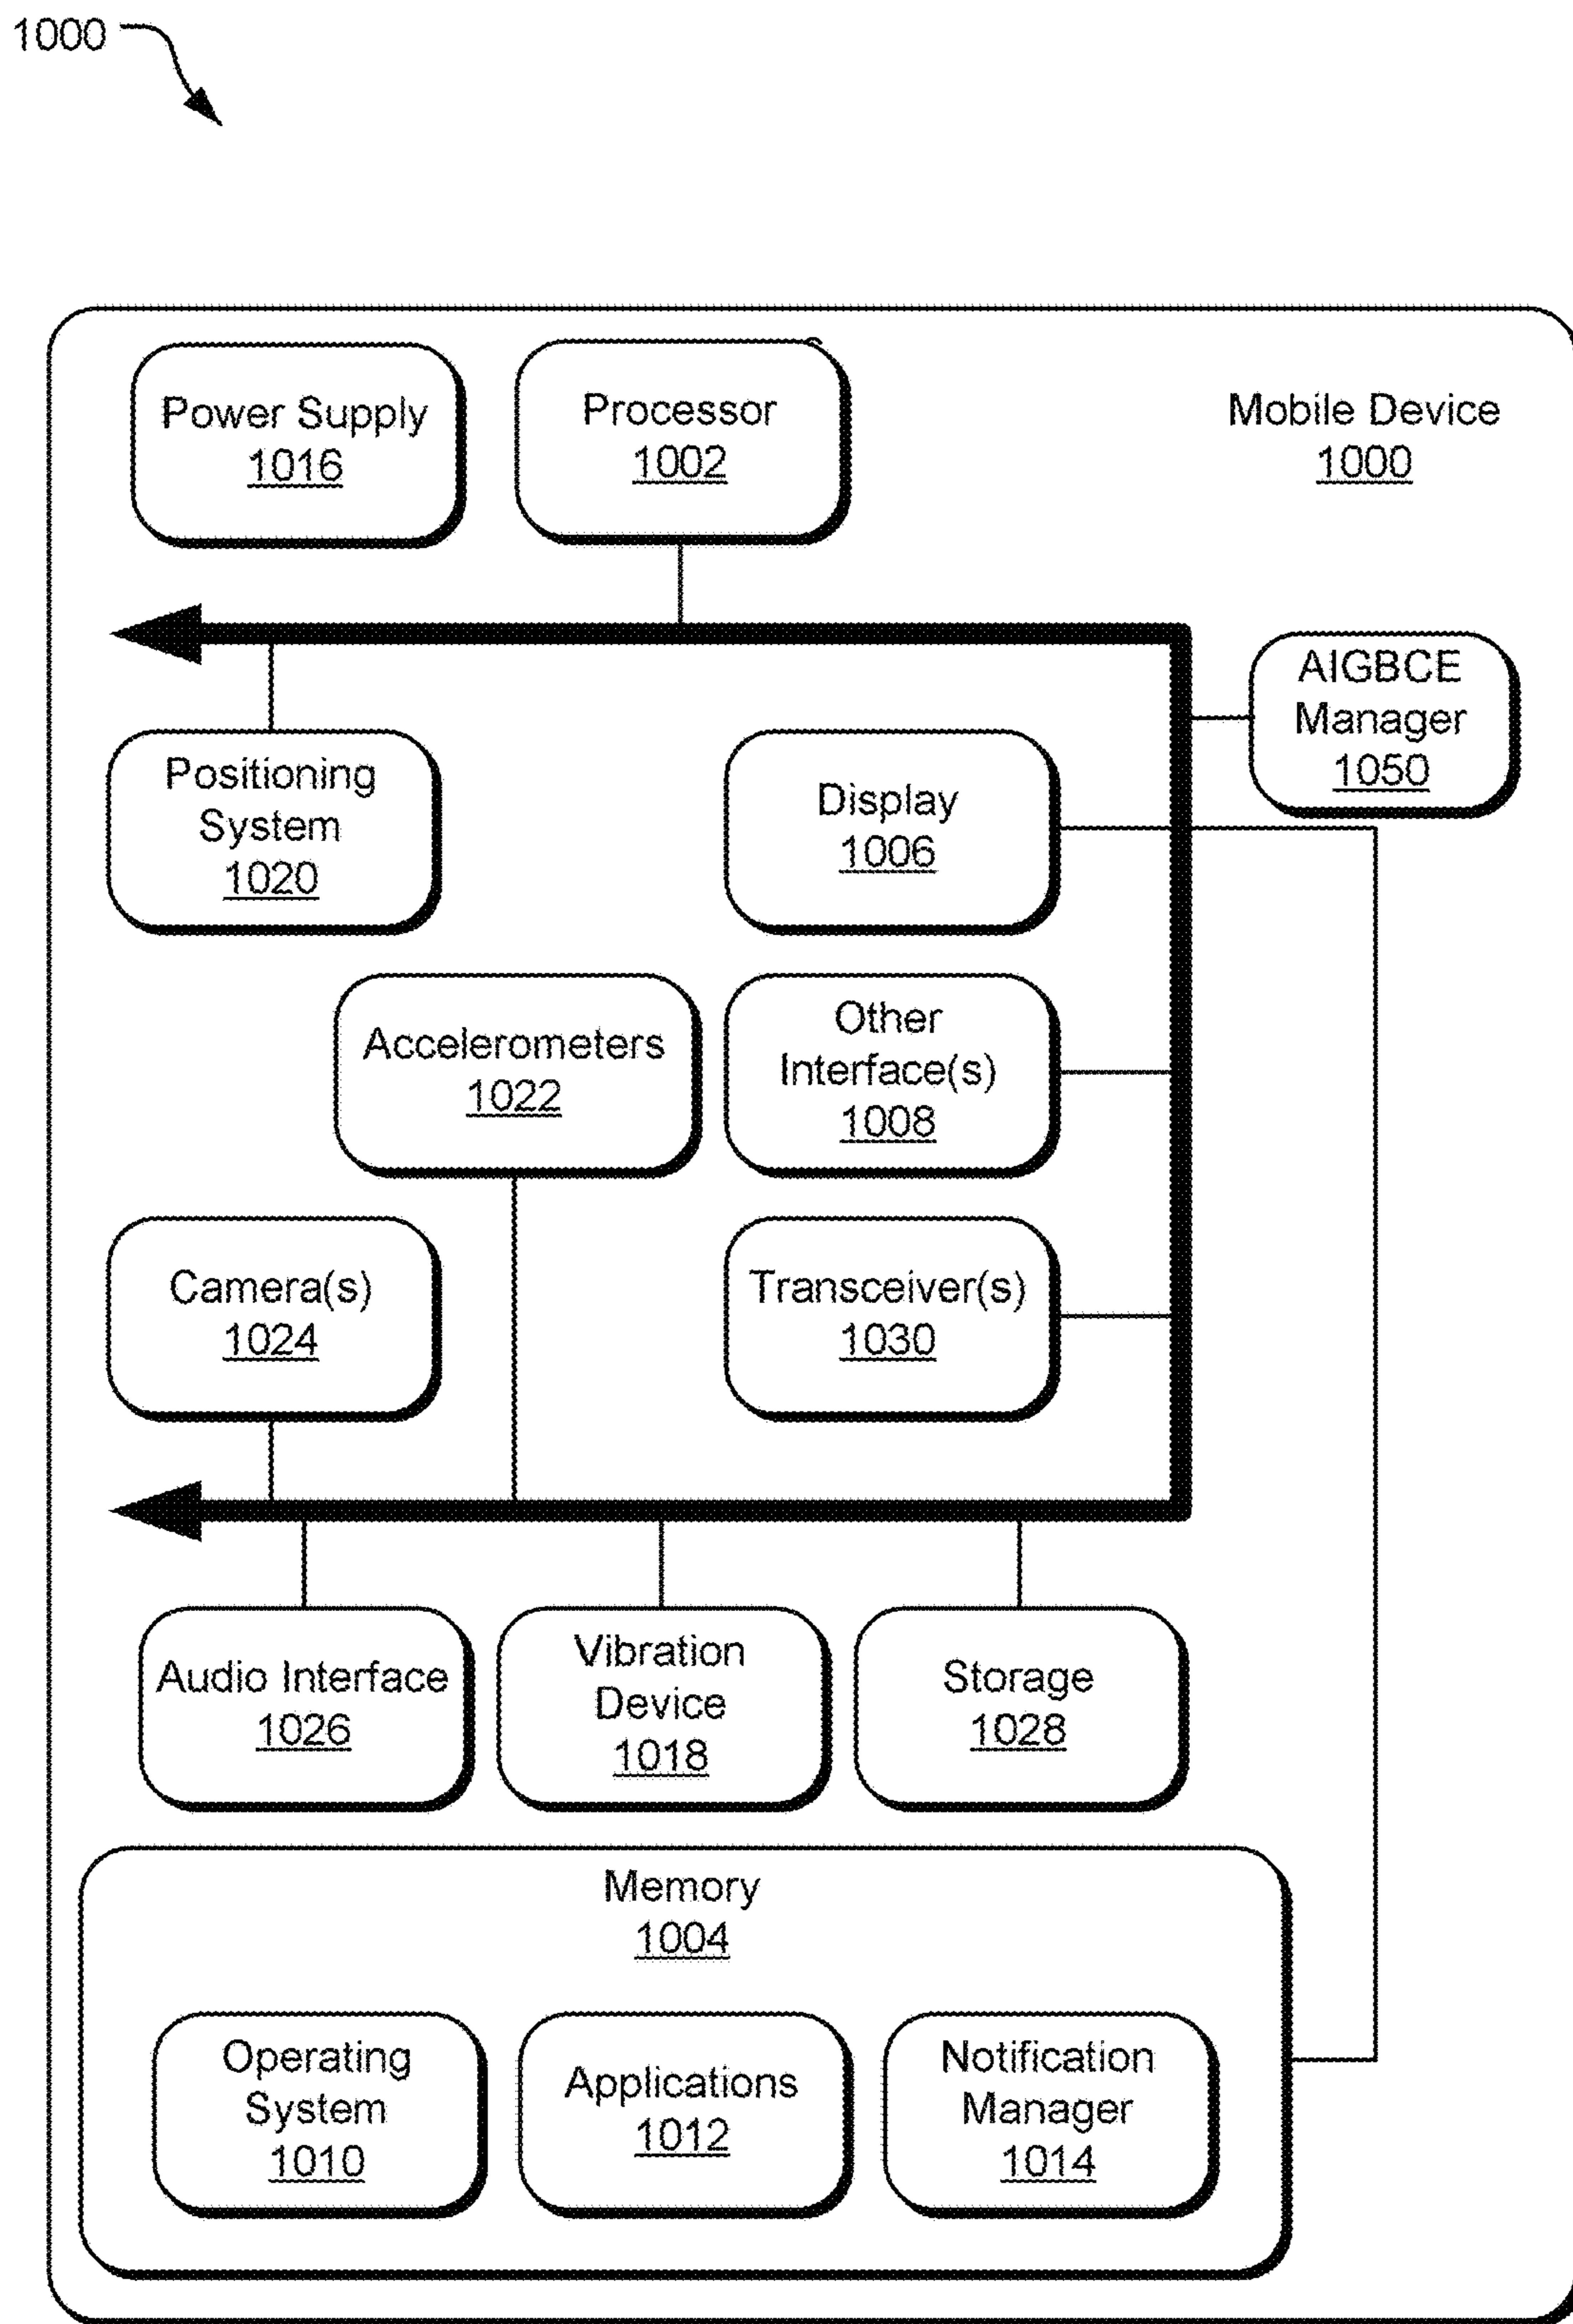 1000
Power Supply
1016
Processor
1002
Mobile Device
1000
AIGBCE
Manager
1050
Positioning
System
1020
Display
1006
Accelerometers
1022
Other
Interface(s)
1008
Camera(s)
1024
Transceiver(s)
1030
Audio Interface
1026
Vibration
Device
1018
Storage
1028
Memory
1004
Operating
System
1010
Applications
1012
Notification
Manager
1014